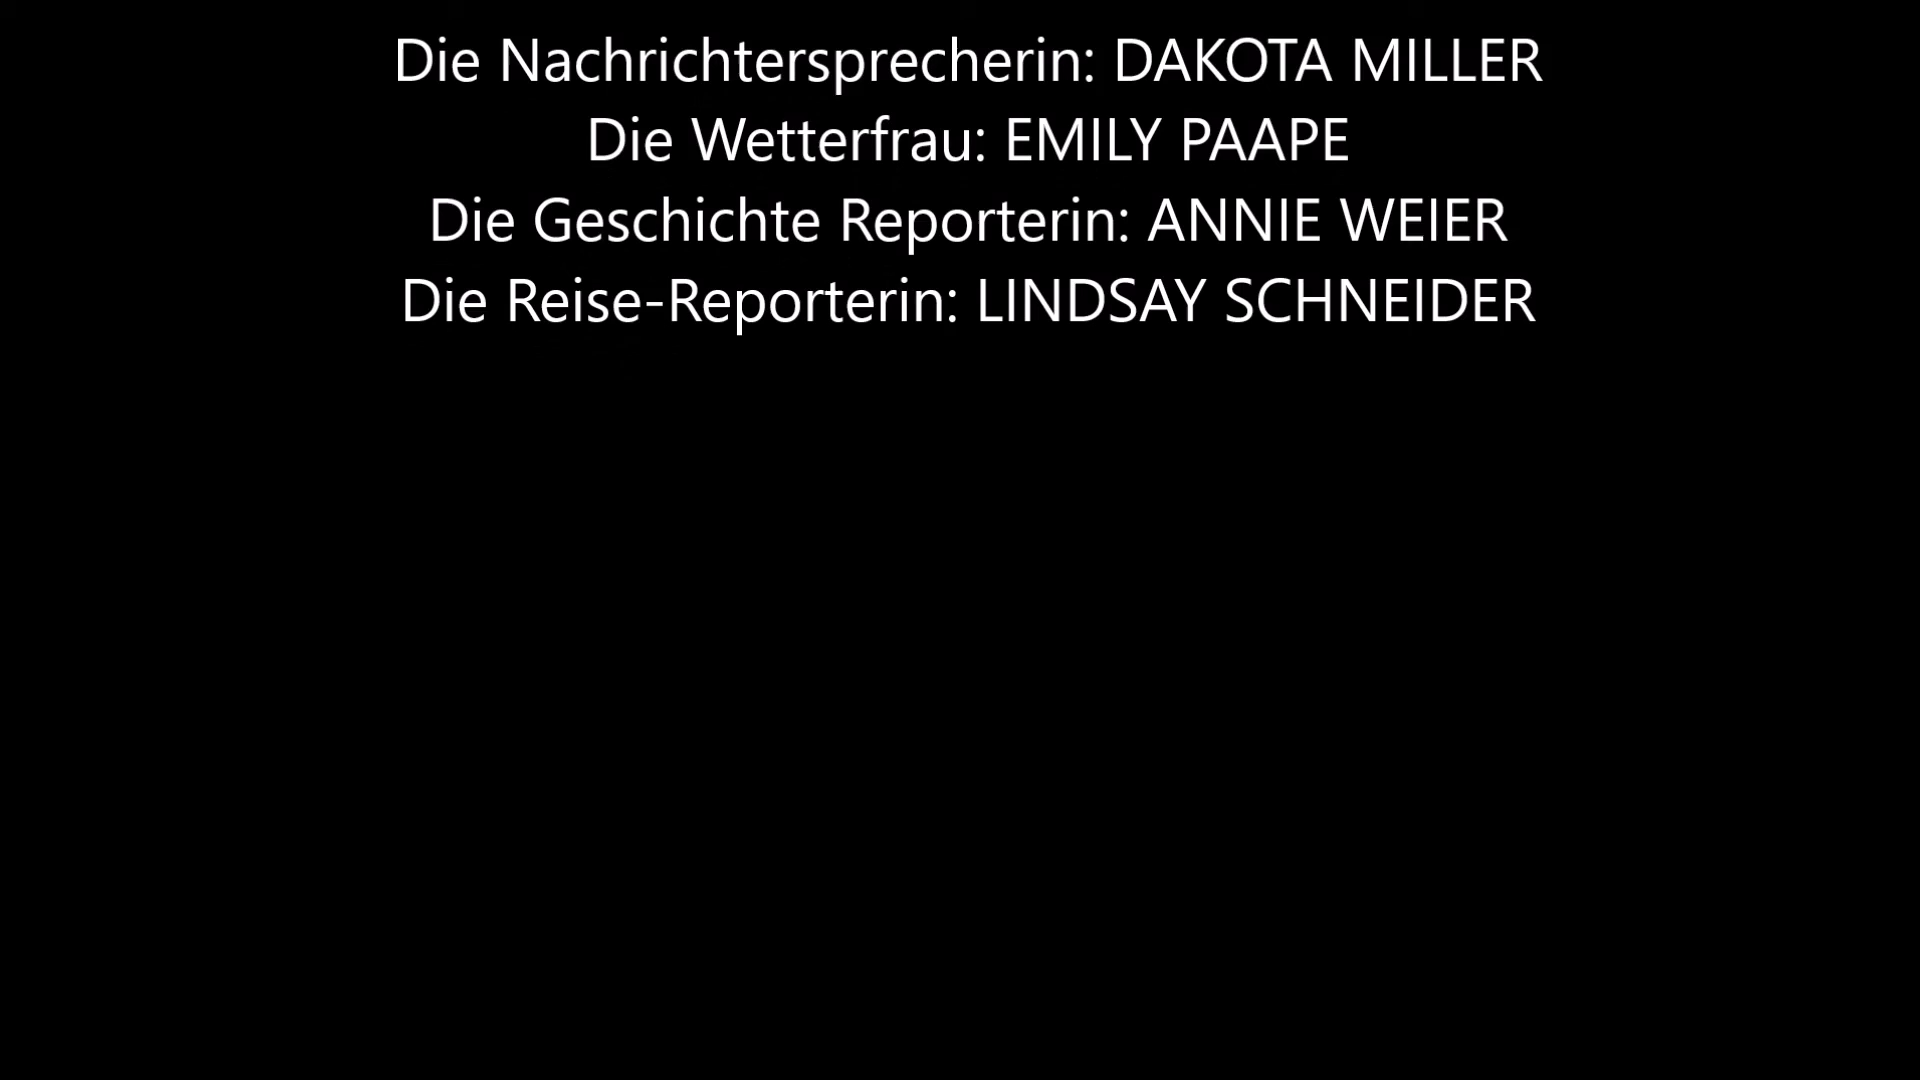 Die Nachrichtersprecherin: DAKOTA MILLER
Die Wetterfrau: EMILY PAAPE
Die Geschichte Reporterin: ANNIE WEIER
Die Reise-Reporterin: LINDSAY SCHNEIDER